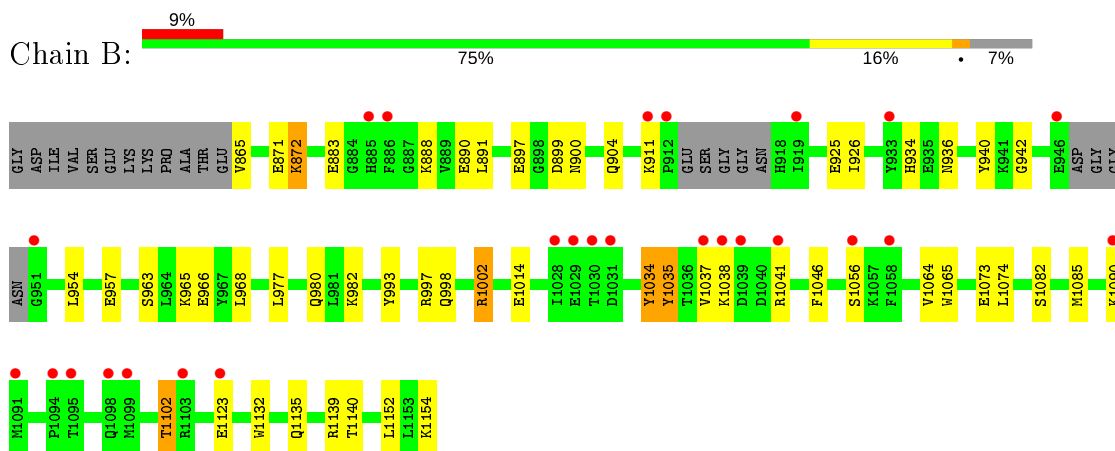 9%
Chain B:
75% 16% • 7%
GLY ASP ILE VAL SER GLU LYS LYS PRO ALA THR GLU V865 E871 K872 E883 G884 H885 F886 G887 K888 V889 E890 L891 E897 G898 D899 N900 Q904 K911 P912 GLU SER GLY GLY ASN H918 I919 E925 I926 Y933 H934 E935 N936 Y940 K941 G942 E946 ASP GLY GLY
ASN G951 L954 E957 S963 L964 K965 E966 Y967 L968 L977 Q980 L981 K982 Y993 R997 Q998 R1002 E1014 I1028 E1029 T1030 D1031 Y1034 Y1035 T1036 V1037 K1038 D1039 D1040 R1041 F1046 S1056 K1057 F1058 V1064 W1065 E1073 L1074 S1082 M1085 K1090
M1091 P1094 T1095 Q1098 M1099 T1102 R1103 E1123 W1132 Q1135 R1139 T1140 L1152 L1153 K1154